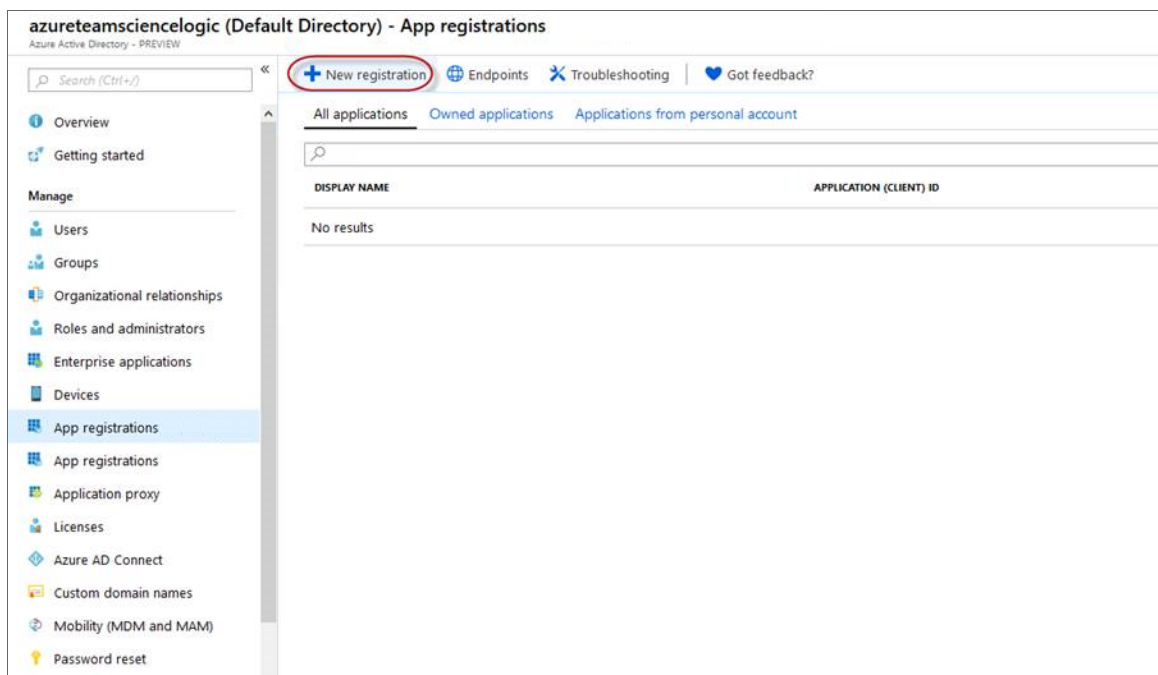 azureteamsciencelogic (Default Directory) - App registrations
Azure Active Directory - PREVIEW
Search (Ctrl+/)
Overview
Getting started
Manage
Users
Groups
Organizational relationships
Roles and administrators
Enterprise applications
Devices
App registrations
App registrations
Application proxy
Licenses
Azure AD Connect
Custom domain names
Mobility (MDM and MAM)
Password reset
New registration Endpoints Troubleshooting Got feedback?
All applications Owned applications Applications from personal account
DISPLAY NAME APPLICATION (CLIENT) ID
No results